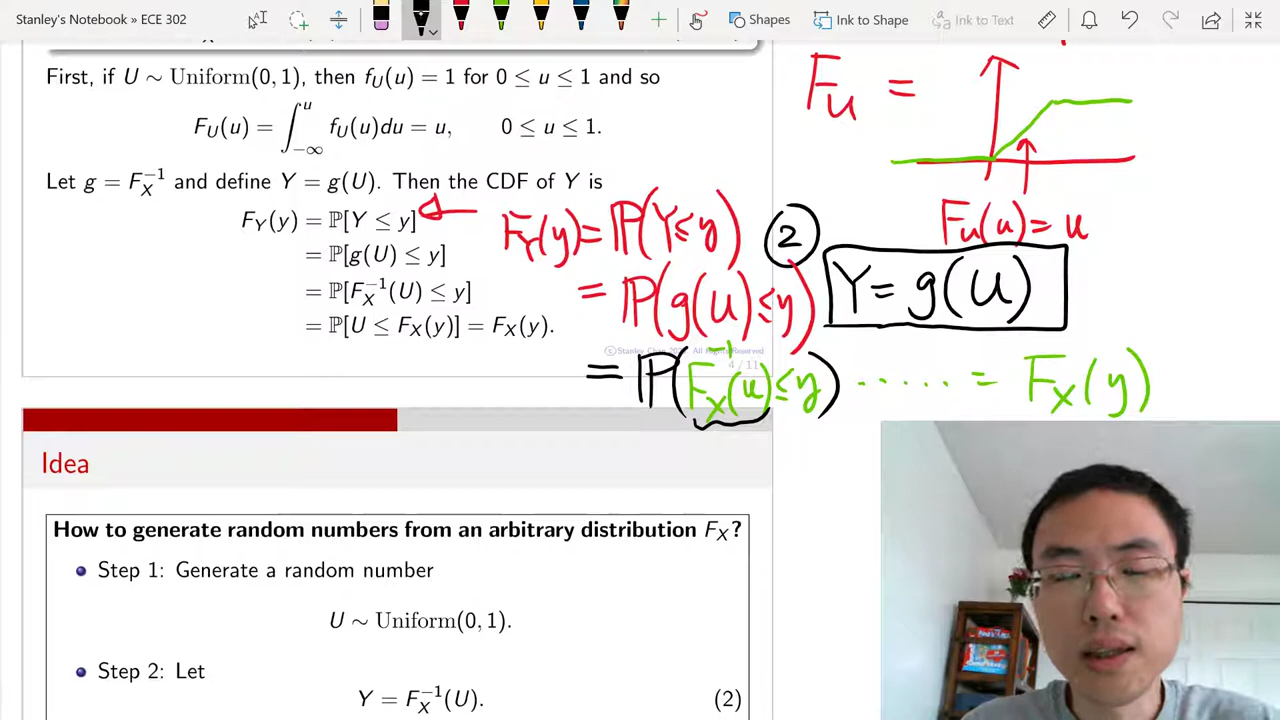 Stanley's Notebook » ECE 302
Shapes
Ink to Shape
Ink to Text
First, if U ∼ Uniform(0, 1), then f_U(u) = 1 for 0 ≤ u ≤ 1 and so
F_U(u) = ∫_{−∞}^{u} f_U(u)du = u, 0 ≤ u ≤ 1.
Let g = F_X^{−1} and define Y = g(U). Then the CDF of Y is
F_Y(y) = ℙ[Y ≤ y]
= ℙ[g(U) ≤ y]
= ℙ[F_X^{−1}(U) ≤ y]
= ℙ[U ≤ F_X(y)] = F_X(y).
4 / 11
F_U =
F_U(u) = u
F_Y(y) = ℙ(Y ≤ y)
= ℙ(g(U) ≤ y)
= ℙ(F_X^{-1}(u) ≤ y) ...... = F_X(y)
2
Y = g(U)
Idea
How to generate random numbers from an arbitrary distribution F_X?
Step 1: Generate a random number
U ∼ Uniform(0, 1).
Step 2: Let
Y = F_X^{−1}(U). (2)